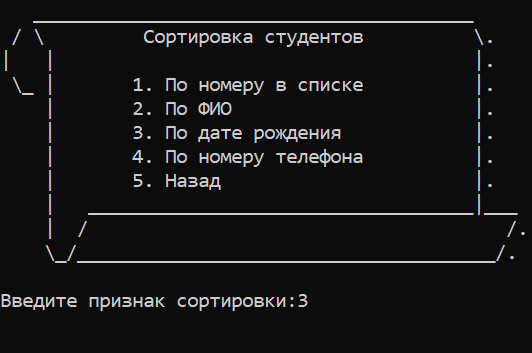 Сортировка студентов
1. По номеру в списке
2. По ФИО
3. По дате рождения
4. По номеру телефона
5. Назад
Введите признак сортировки:3